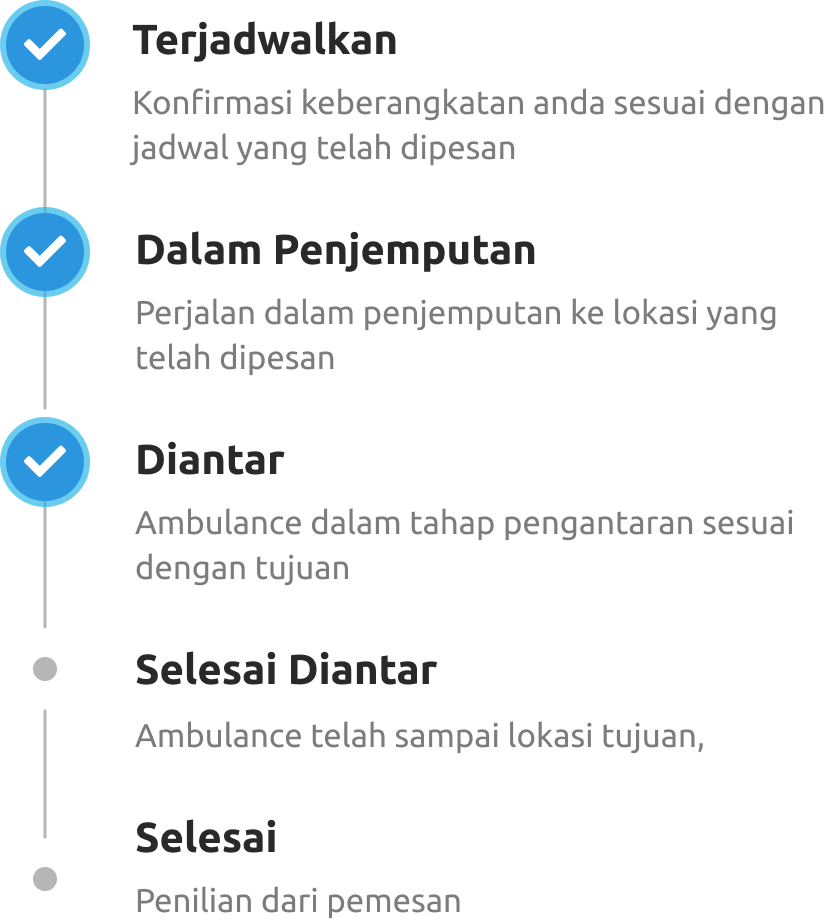 Terjadwalkan
Konfirmasi keberangkatan anda sesuai dengan
jadwal yang telah dipesan
Dalam Penjemputan
Perjalan dalam penjemputan ke lokasi yang
telah dipesan
Diantar
Ambulance dalam tahap pengantaran sesuai
dengan tujuan
Selesai Diantar
Ambulance telah sampai lokasi tujuan,
Selesai
Penilian dari pemesan